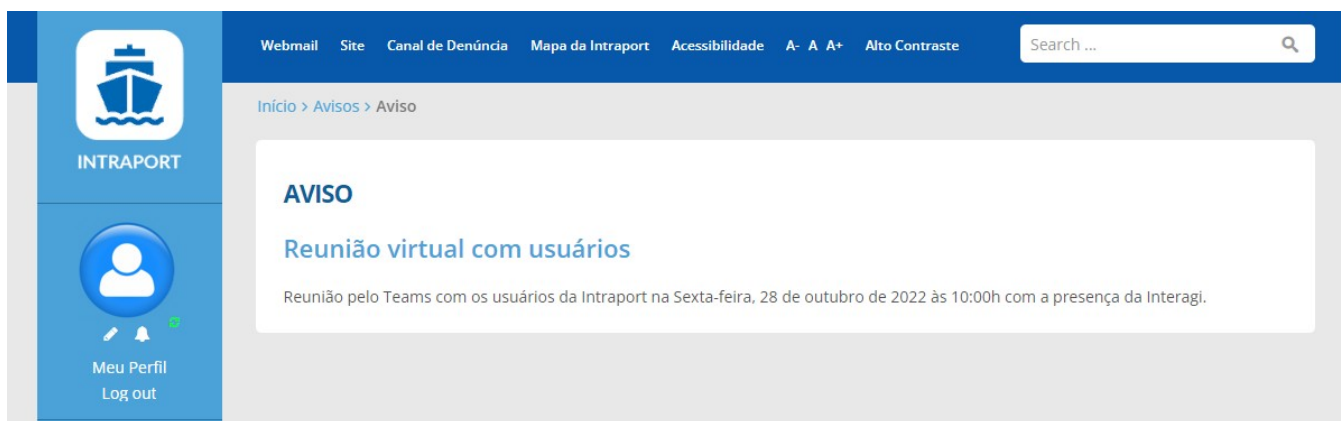 Webmail Site Canal de Denúncia Mapa da Intraport Acessibilidade A- A A+ Alto Contraste Search ...
Início > Avisos > Aviso
INTRAPORT
AVISO
Reunião virtual com usuários
Reunião pelo Teams com os usuários da Intraport na Sexta-feira, 28 de outubro de 2022 às 10:00h com a presença da Interagi.
Meu Perfil
Log out